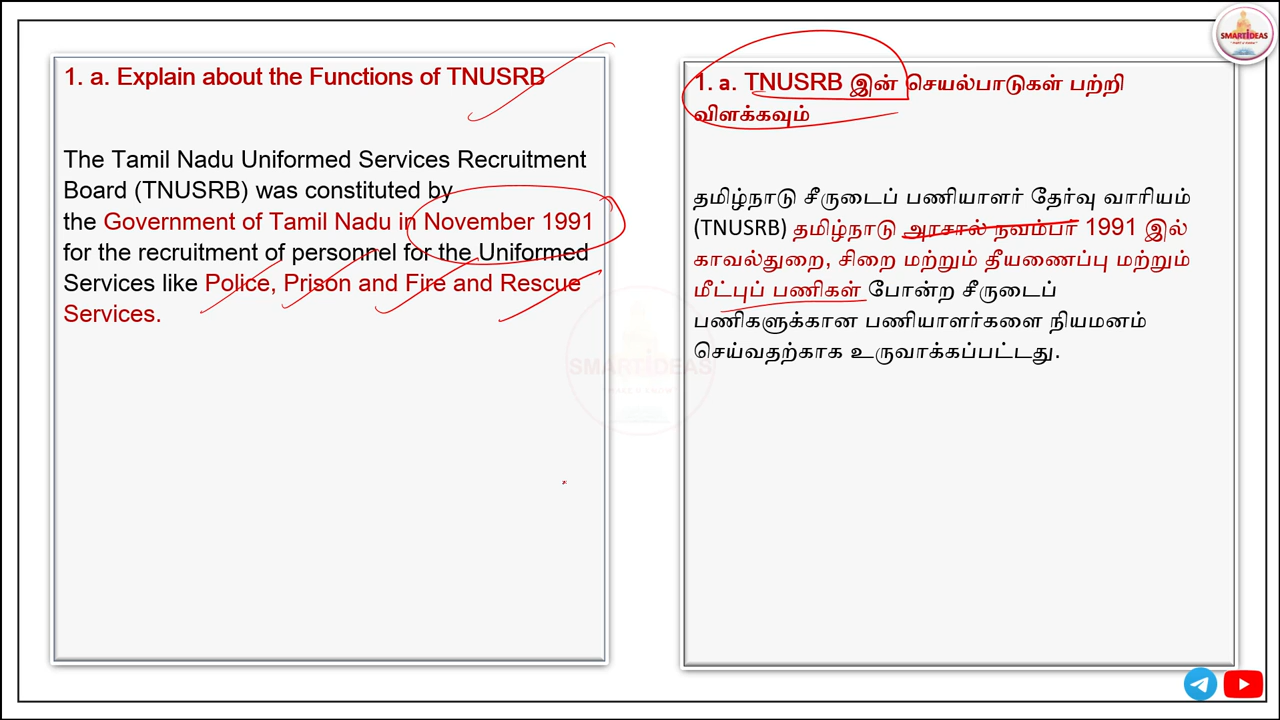 SMARTIDEAS
1. a. Explain about the Functions of TNUSRB
The Tamil Nadu Uniformed Services Recruitment
Board (TNUSRB) was constituted by
the Government of Tamil Nadu in November 1991
for the recruitment of personnel for the Uniformed
Services like Police, Prison and Fire and Rescue
Services.
1. a. TNUSRB இன் செயல்பாடுகள் பற்றி
விளக்கவும்
தமிழ்நாடு சீருடைப் பணியாளர் தேர்வு வாரியம்
(TNUSRB) தமிழ்நாடு அரசால் நவம்பர் 1991 இல்
காவல்துறை, சிறை மற்றும் தீயணைப்பு மற்றும்
மீட்புப் பணிகள் போன்ற சீருடைப்
பணிகளுக்கான பணியாளர்களை நியமனம்
செய்வதற்காக உருவாக்கப்பட்டது.
SMARTIDEAS